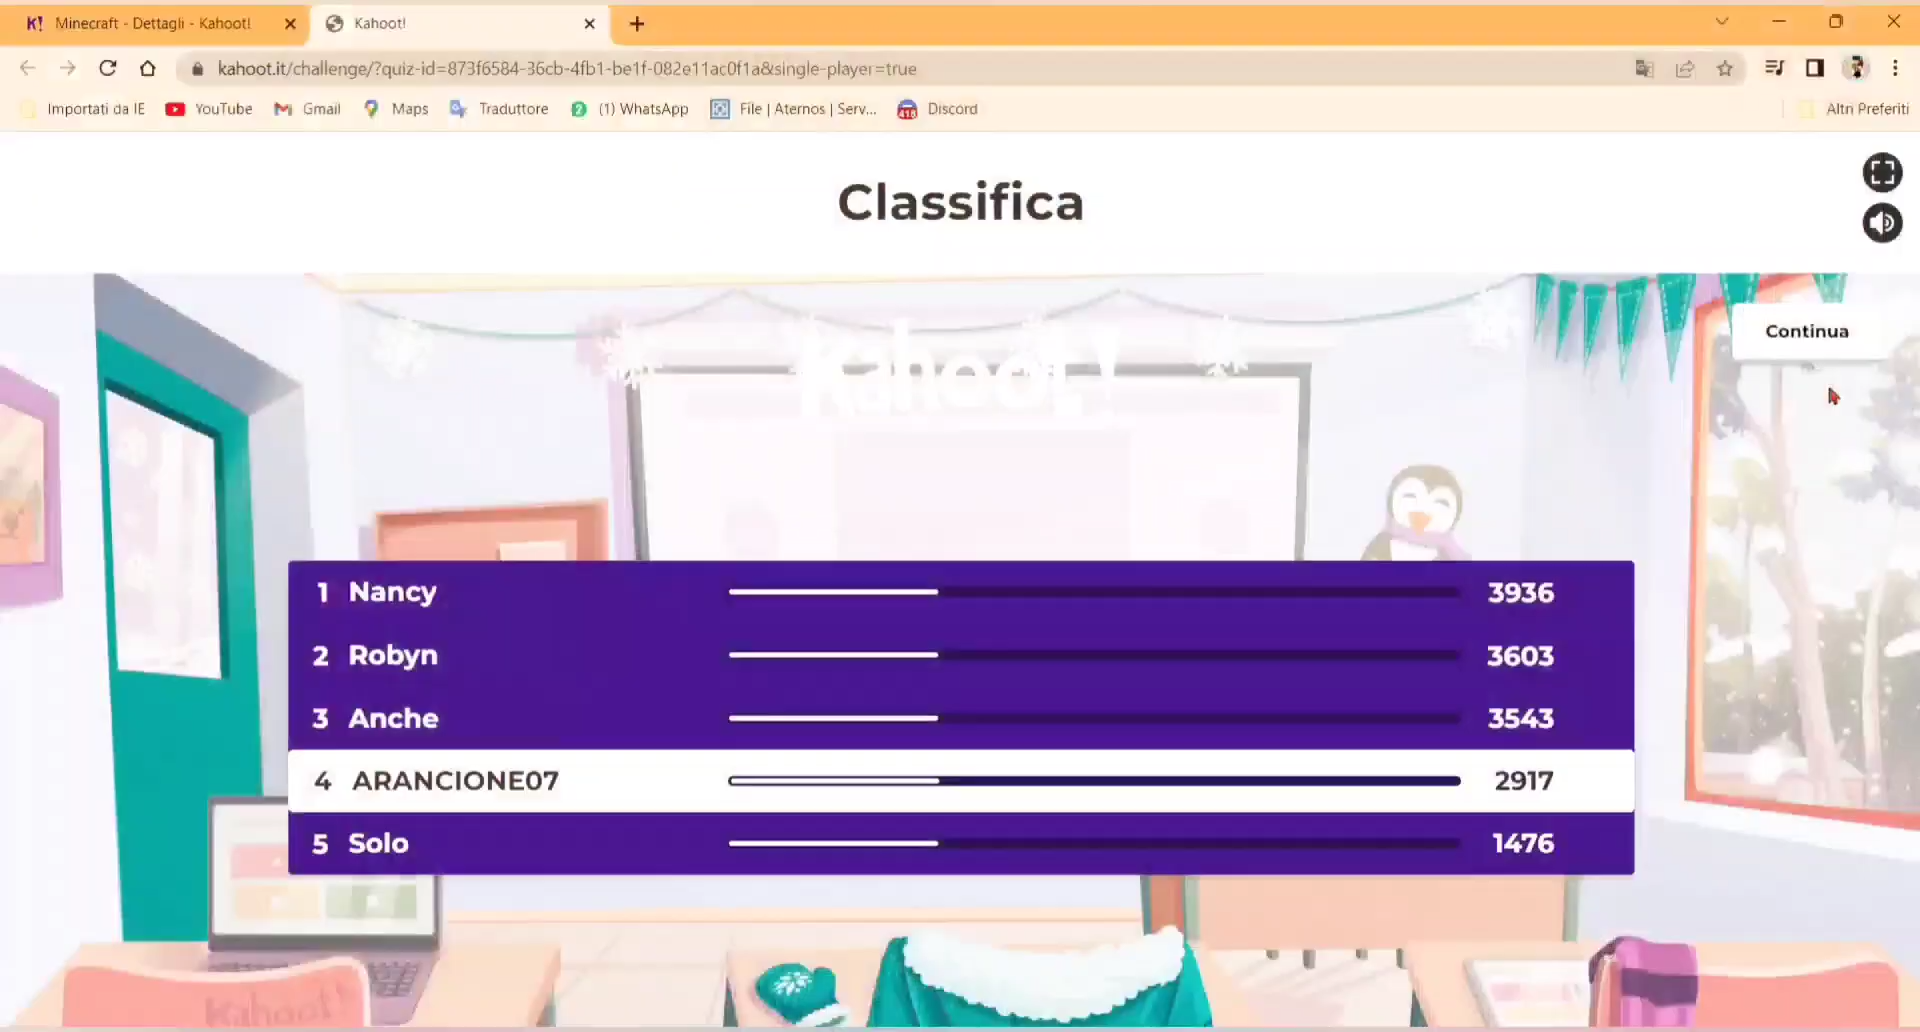 K! Minecraft - Dettagli - Kahoot!
Kahoot!
kahoot.it/challenge/?quiz-id=873f6584-36cb-4fb1-be1f-082e11ac0f1a&single-player=true
Importati da IE YouTube Gmail Maps Traduttore (1) WhatsApp File | Aternos | Serv... Discord Altri Preferiti
Classifica
Continua
Kahoot!
1 Nancy 3936
2 Robyn 3603
3 Anche 3543
4 ARANCIONE07 2917
5 Solo 1476
Kahoot!